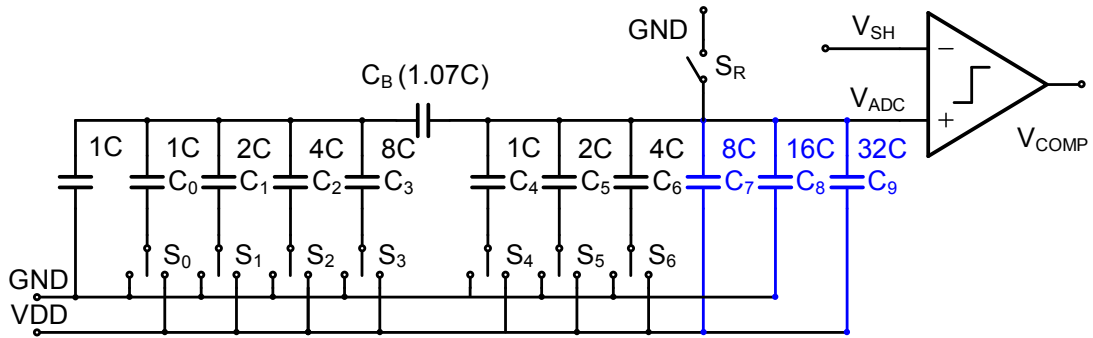 GND
V_SH
S_R
C_B (1.07C)
V_ADC
− +
V_COMP
1C 1C 2C 4C 8C 1C 2C 4C 8C 16C 32C
C_0 C_1 C_2 C_3 C_4 C_5 C_6 C_7 C_8 C_9
S_0 S_1 S_2 S_3 S_4 S_5 S_6
GND
VDD